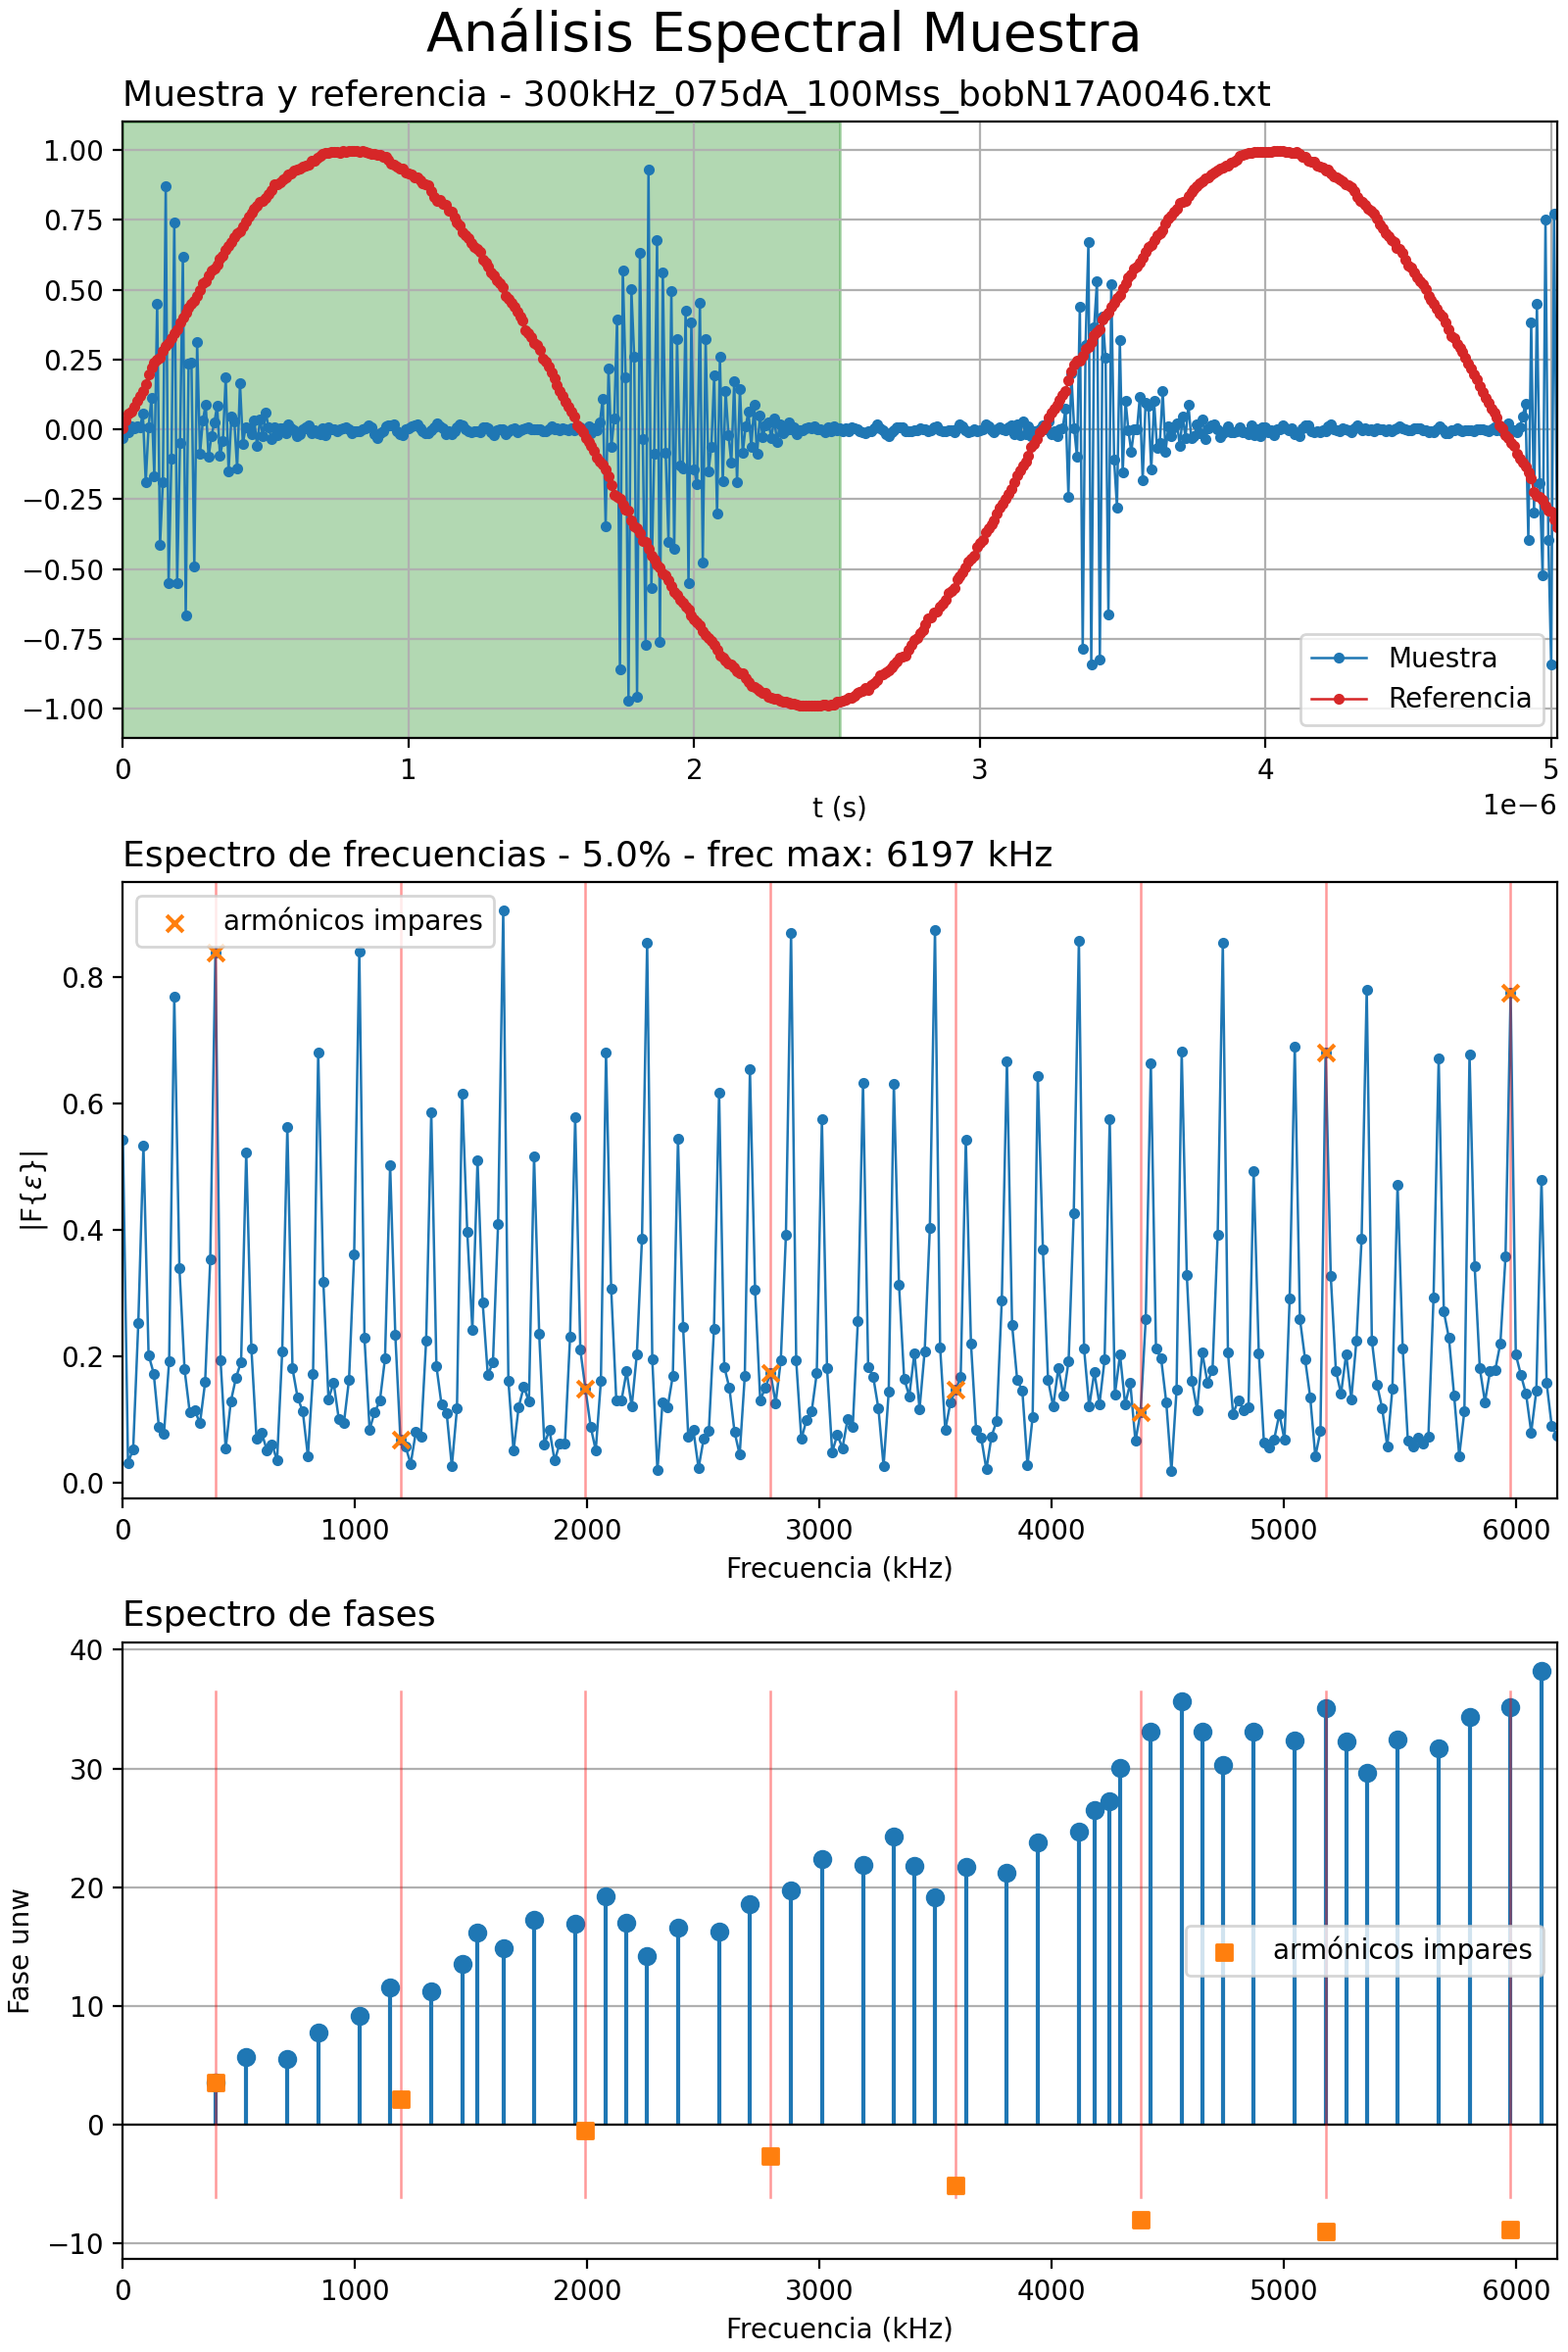 Análisis Espectral Muestra
Muestra y referencia - 300kHz_075dA_100Mss_bobN17A0046.txt
1.00
0.75
0.50
0.25
0.00
−0.25
−0.50
−0.75
−1.00
Muestra
Referencia
0 1 2 3 4 5
1e−6
t (s)
Espectro de frecuencias - 5.0% - frec max: 6197 kHz
armónicos impares
0.8
0.6
0.4
0.2
0.0
|F{ε}|
0 1000 2000 3000 4000 5000 6000
Frecuencia (kHz)
Espectro de fases
40
30
20
10
0
−10
Fase unw
armónicos impares
0 1000 2000 3000 4000 5000 6000
Frecuencia (kHz)